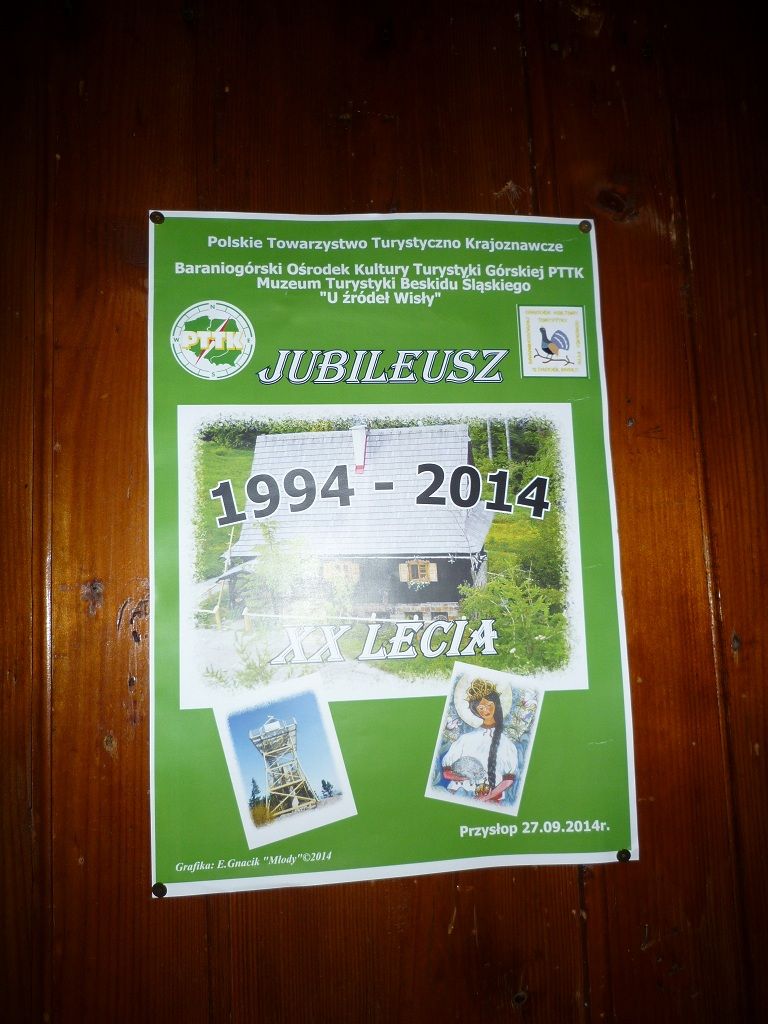 Polskie Towarzystwo Turystyczno Krajoznawcze
Baraniogórski Ośrodek Kultury Turystyki Górskiej PTTK
Muzeum Turystyki Beskidu Śląskiego
"U źródeł Wisły"
N
W
E
S
PTTK
JUBILEUSZ
1994 - 2014
XX LECIA
Przysłop 27.09.2014r.
Grafika: E.Gnacik "Młody"©2014